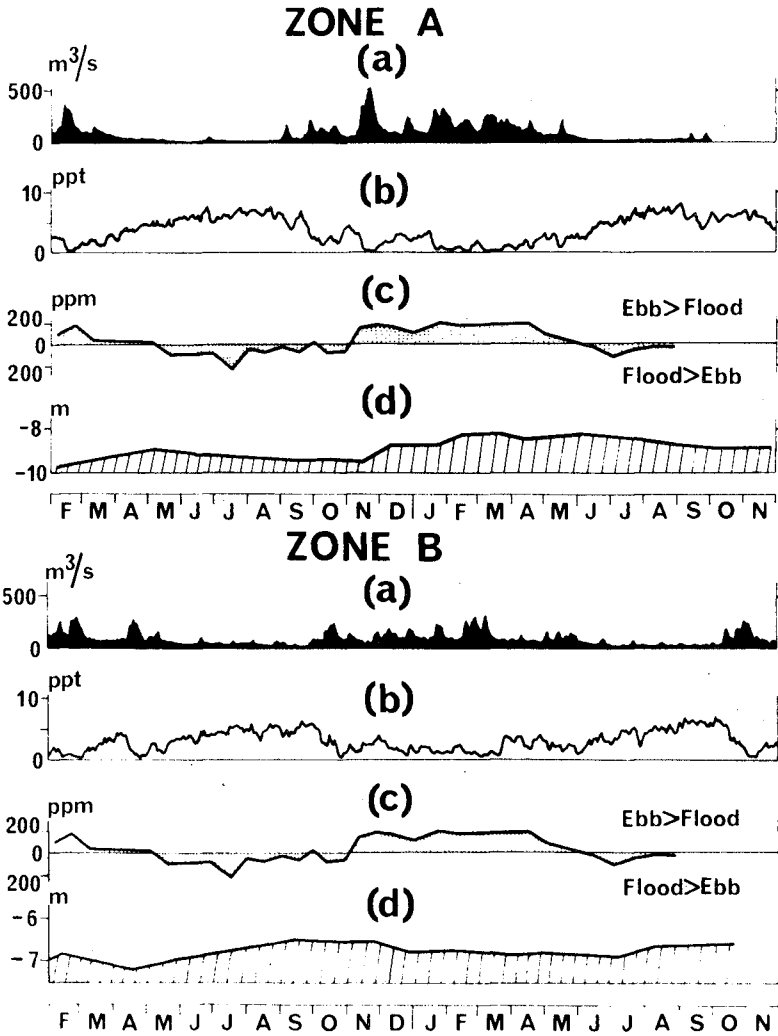 ZONE A
(a)
m³/s
500
0
ppt
(b)
10
0
ppm
(c)
200
0
200
Ebb>Flood
Flood>Ebb
m
(d)
-8
-10
F M A M J J A S O N D J F M A M J J A S O N
ZONE B
(a)
m³/s
500
0
ppt
(b)
10
0
ppm
(c)
200
0
200
Ebb>Flood
Flood>Ebb
m
(d)
-6
-7
F M A M J J A S O N D J F M A M J J A S O N